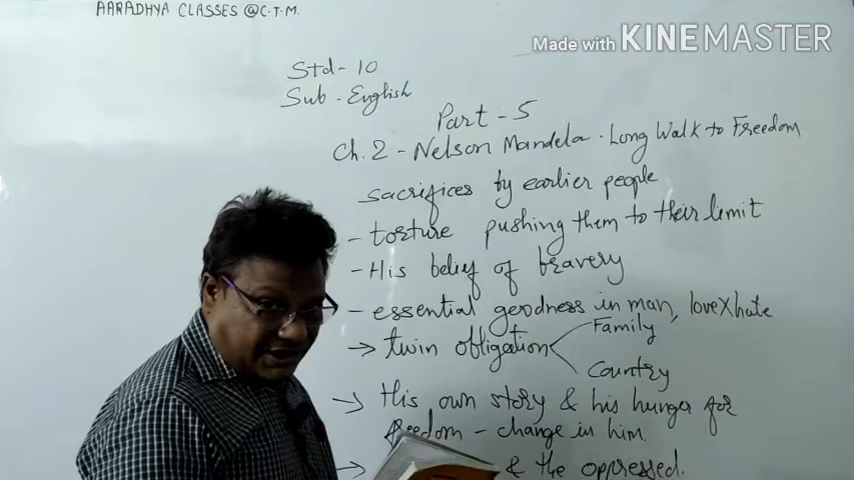 AARADHYA CLASSES @C.T.M.
Made with KINEMASTER
Std - 10
Sub - English
Part - 5
Ch. 2 - Nelson Mandela - Long Walk to Freedom
sacrifices by earlier people
- torture pushing them to their limit
- His belief of bravery
- essential goodness in man, love X hate
→ twin obligation Family
Country
→ His own story & his hunger for
freedom - change in him.
→ & the oppressed.